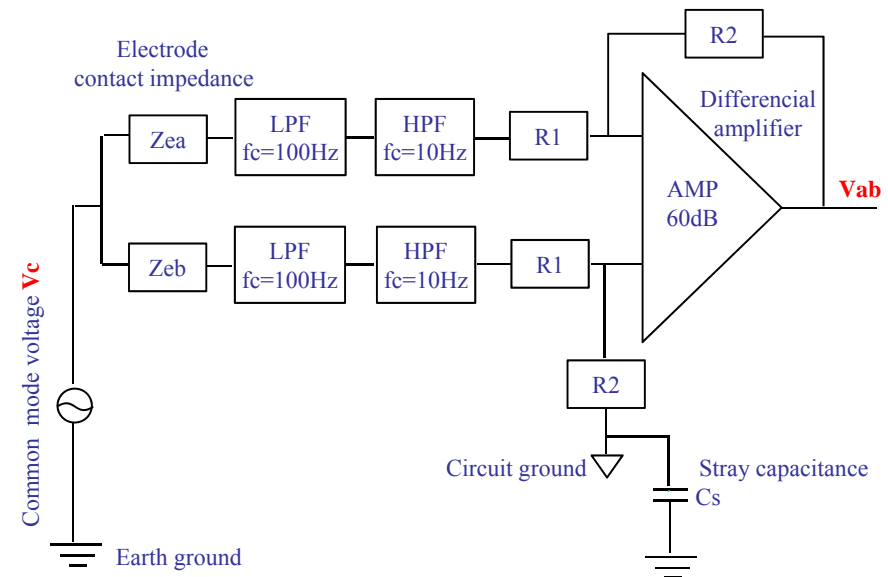 R2
Electrode
contact impedance
Zea
LPF
fc=100Hz
HPF
fc=10Hz
R1
Differencial
amplifier
AMP
60dB
Vab
Zeb
LPF
fc=100Hz
HPF
fc=10Hz
R1
Common mode voltage Vc
R2
Circuit ground
Stray capacitance
Cs
Earth ground